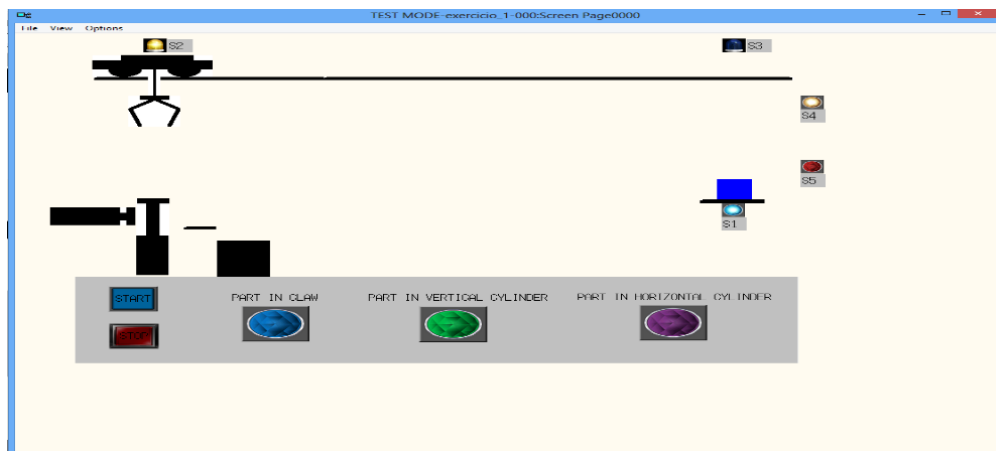 TEST MODE-exercicio_1-000:Screen Page0000
File View Options
S2
S3
S4
S5
S1
START
PART IN CLAW
PART IN VERTICAL CYLINDER
PART IN HORIZONTAL CYLINDER
STOP